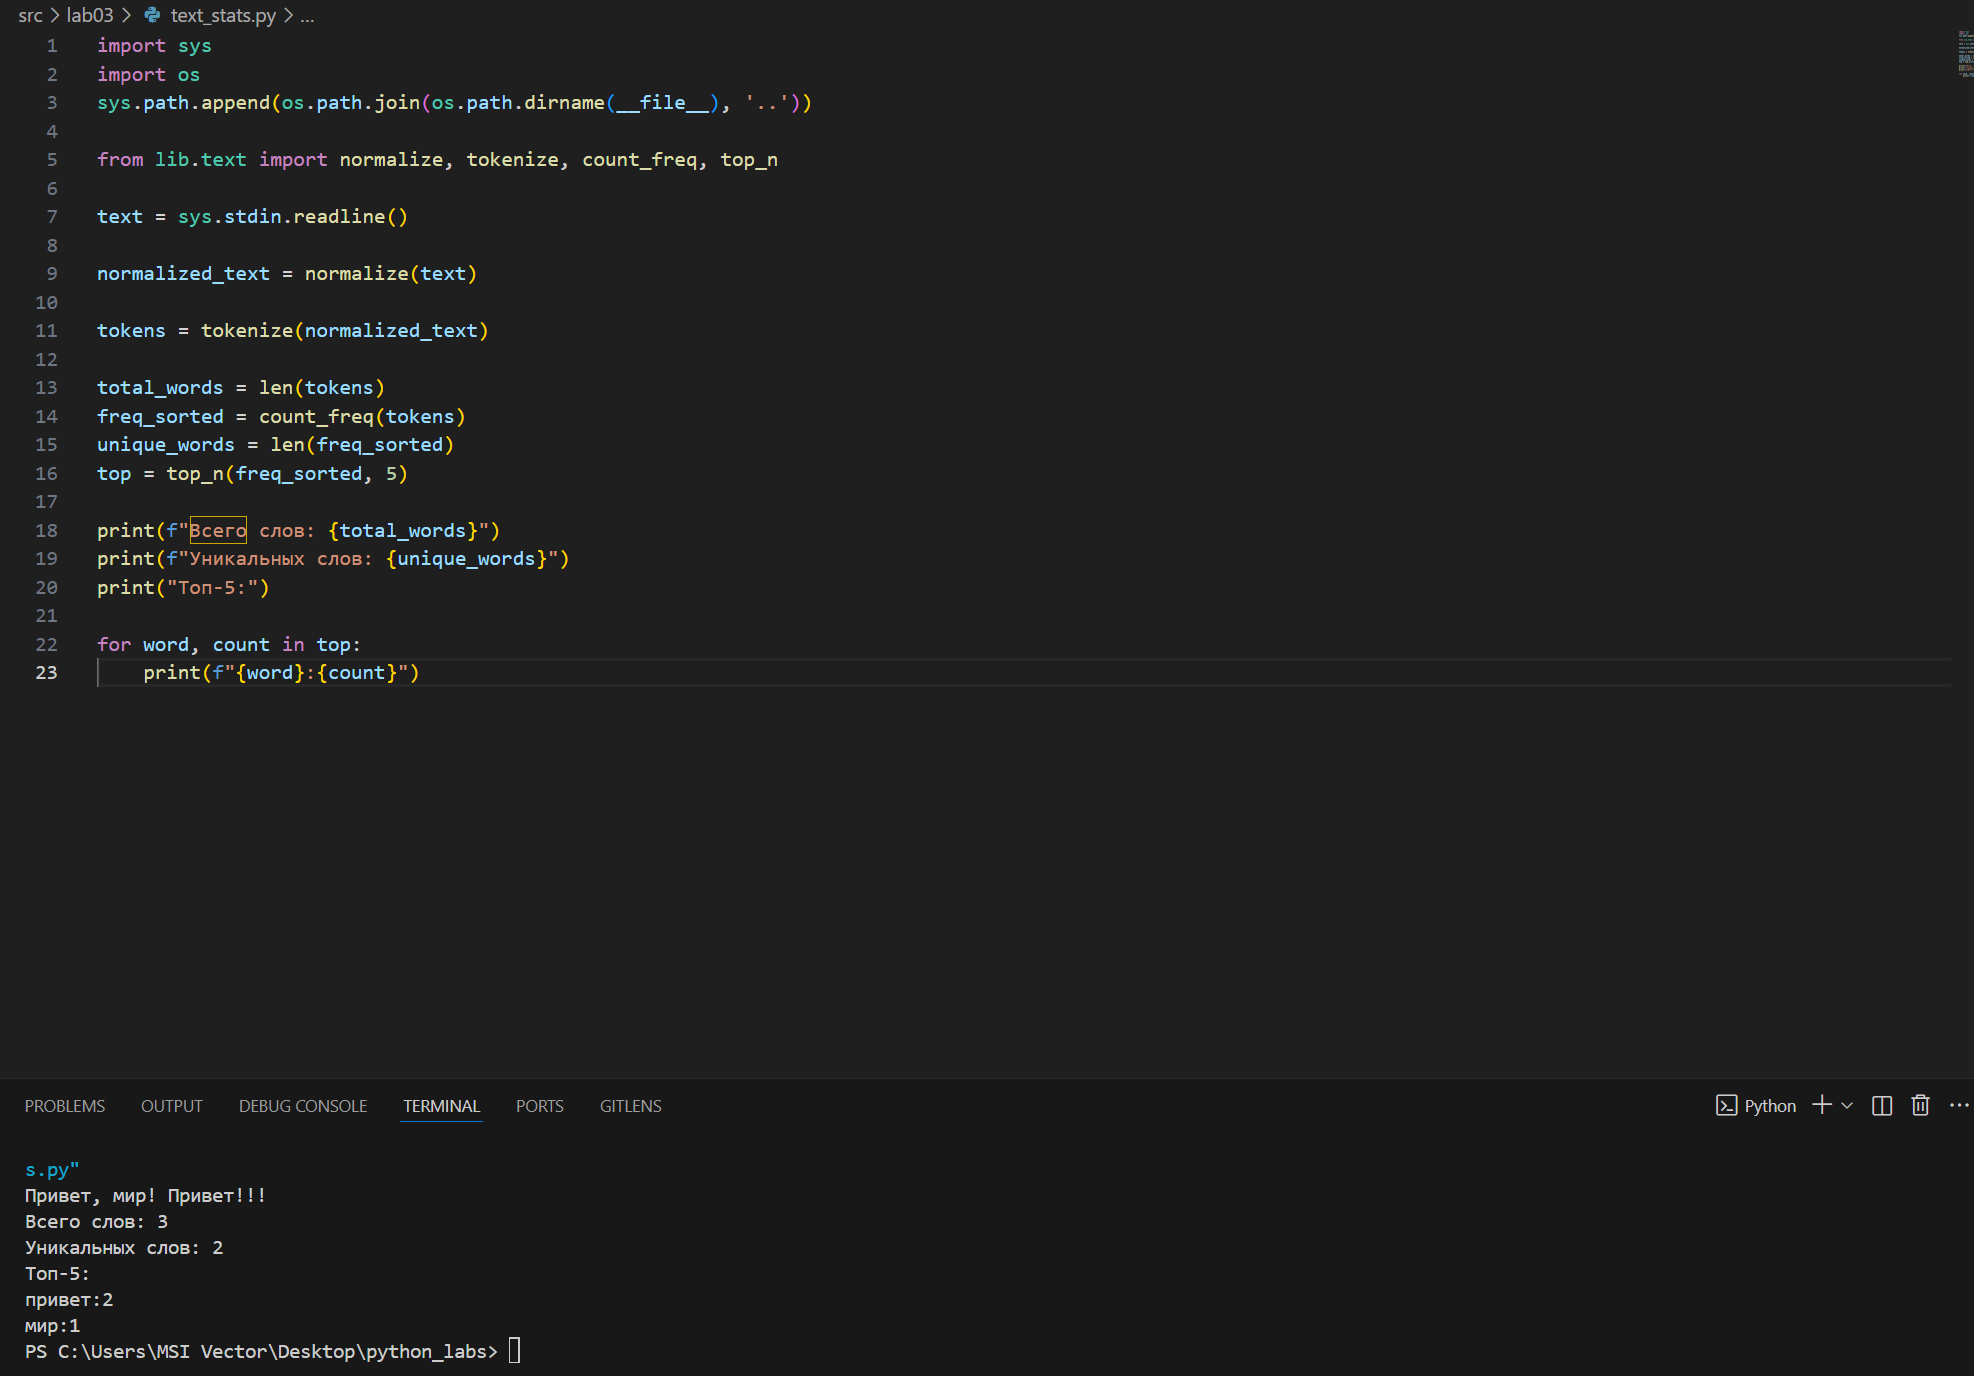 src > lab03 > text_stats.py > ...
1 import sys
2 import os
3 sys.path.append(os.path.join(os.path.dirname(__file__), '..'))
4
5 from lib.text import normalize, tokenize, count_freq, top_n
6
7 text = sys.stdin.readline()
8
9 normalized_text = normalize(text)
10
11 tokens = tokenize(normalized_text)
12
13 total_words = len(tokens)
14 freq_sorted = count_freq(tokens)
15 unique_words = len(freq_sorted)
16 top = top_n(freq_sorted, 5)
17
18 print(f"Всего слов: {total_words}")
19 print(f"Уникальных слов: {unique_words}")
20 print("Топ-5:")
21
22 for word, count in top:
23     print(f"{word}:{count}")
PROBLEMS OUTPUT DEBUG CONSOLE TERMINAL PORTS GITLENS Python
s.py"
Привет, мир! Привет!!!
Всего слов: 3
Уникальных слов: 2
Топ-5:
привет:2
мир:1
PS C:\Users\MSI Vector\Desktop\python_labs>